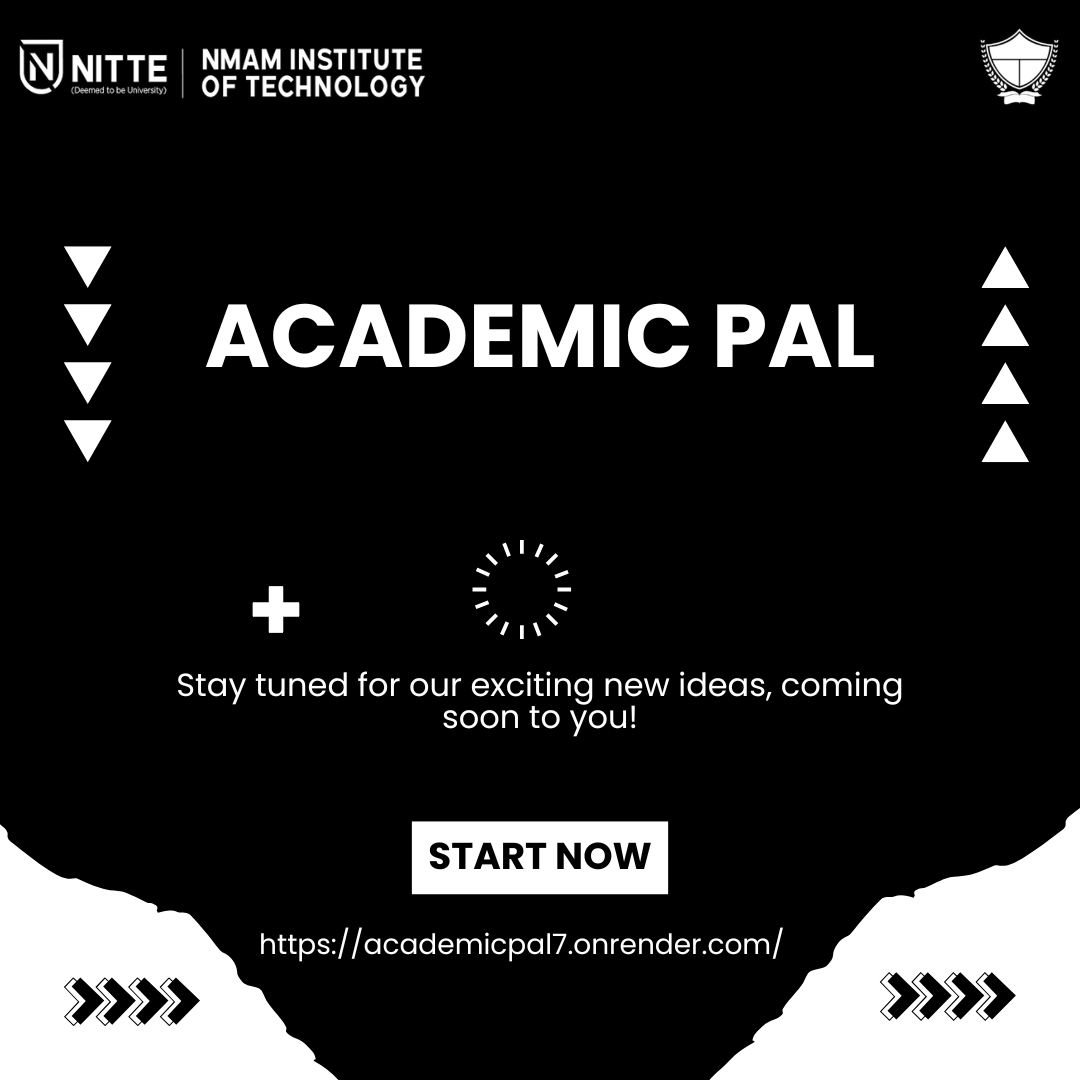 NITTE
(Deemed to be University)
NMAM INSTITUTE
OF TECHNOLOGY
ACADEMIC PAL
Stay tuned for our exciting new ideas, coming
soon to you!
START NOW
https://academicpal7.onrender.com/